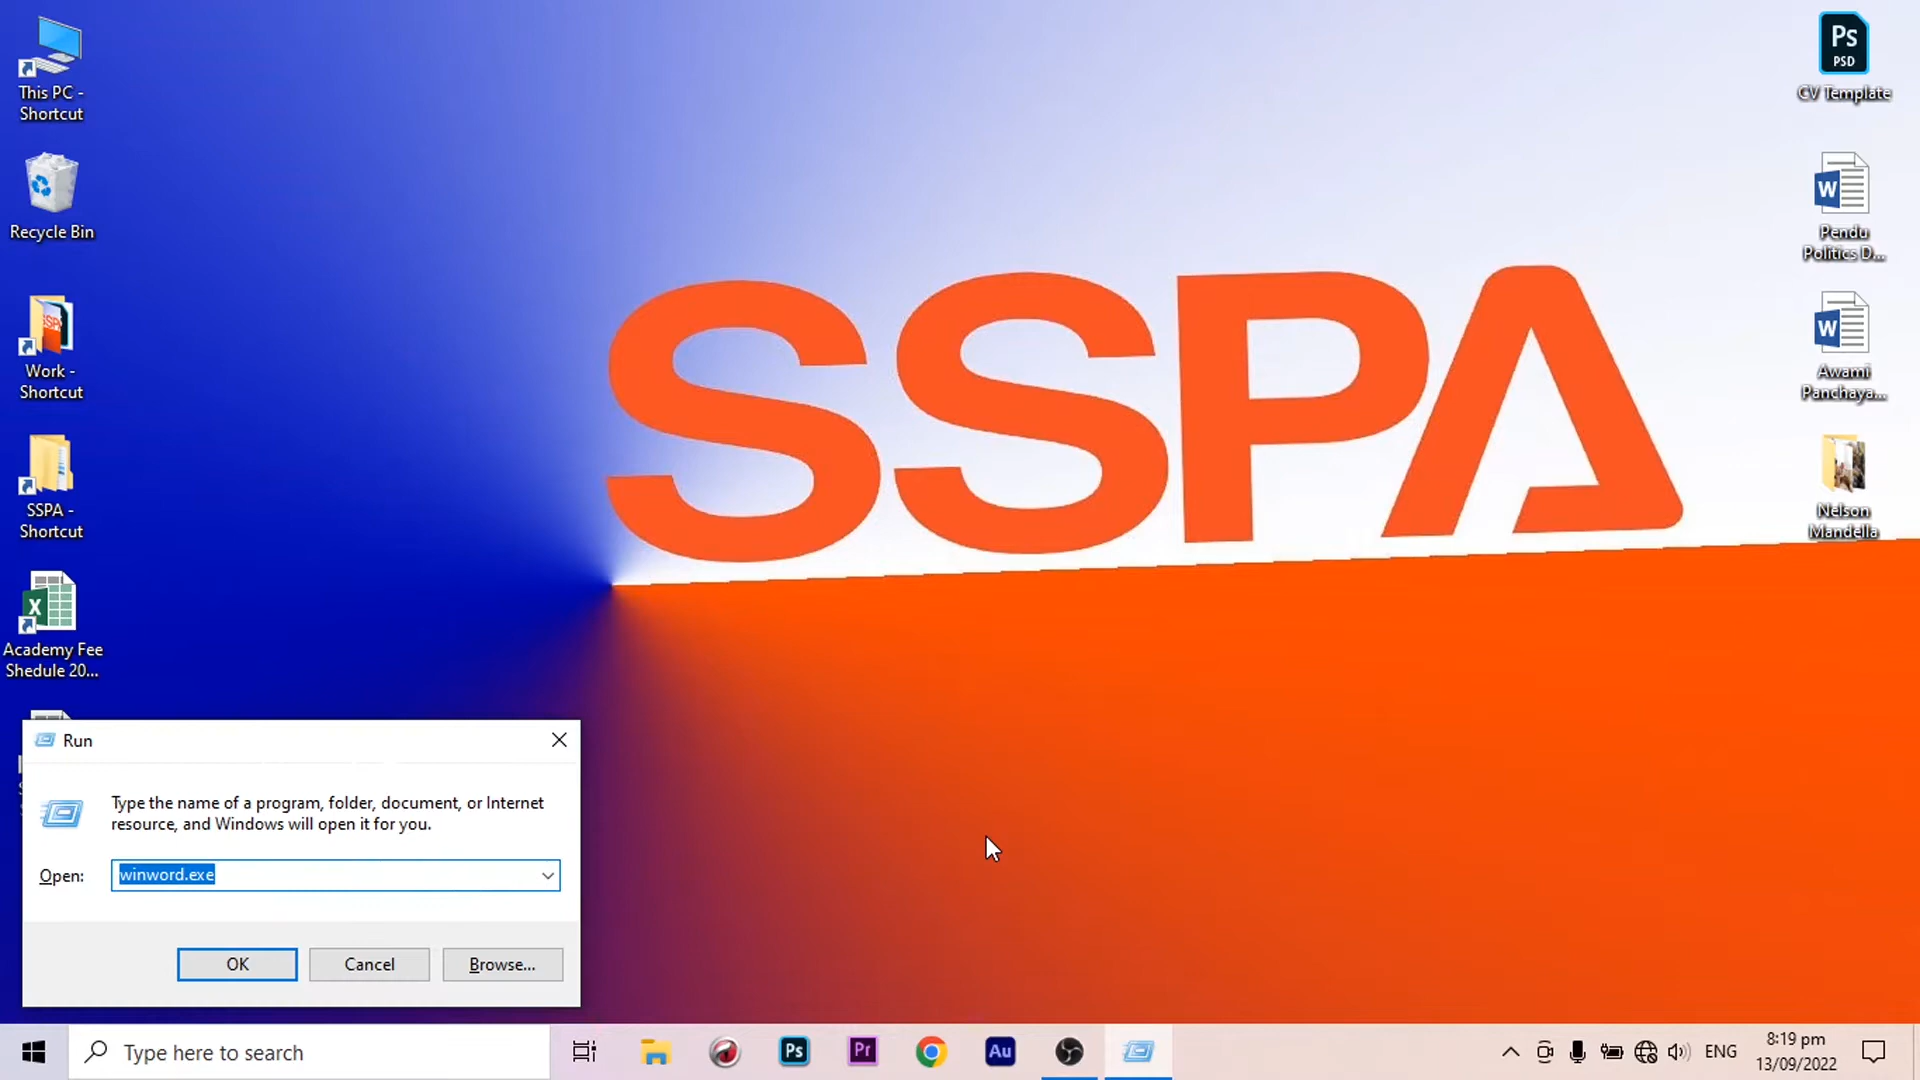 This PC -
Shortcut
Recycle Bin
Work -
Shortcut
SSPA -
Shortcut
Academy Fee
Shedule 20...
SSPA
Ps
PSD
CV Template
W
Pendu
Politics D...
W
Awami
Panchaya...
Nelson
Mandella
Run
Type the name of a program, folder, document, or Internet
resource, and Windows will open it for you.
Open:
winword.exe
OK
Cancel
Browse...
Type here to search
Ps
Pr
Au
ENG
8:19 pm
13/09/2022